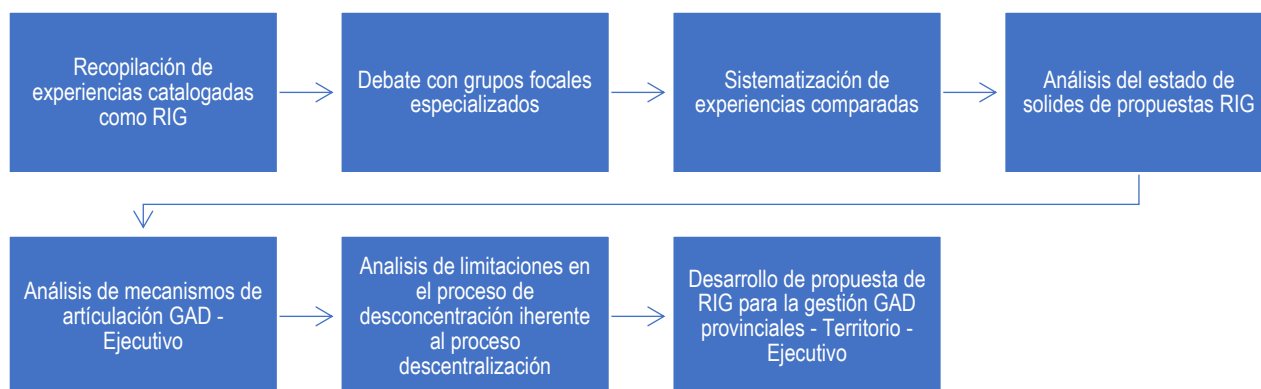 Recopilación de
experiencias catalogadas
como RIG
Debate con grupos focales
especializados
Sistematización de
experiencias comparadas
Análisis del estado de
solides de propuestas RIG
Análisis de mecanismos de
artículación GAD -
Ejecutivo
Analisis de limitaciones en
el proceso de
desconcentración iherente
al proceso
descentralización
Desarrollo de propuesta de
RIG para la gestión GAD
provinciales - Territorio -
Ejecutivo